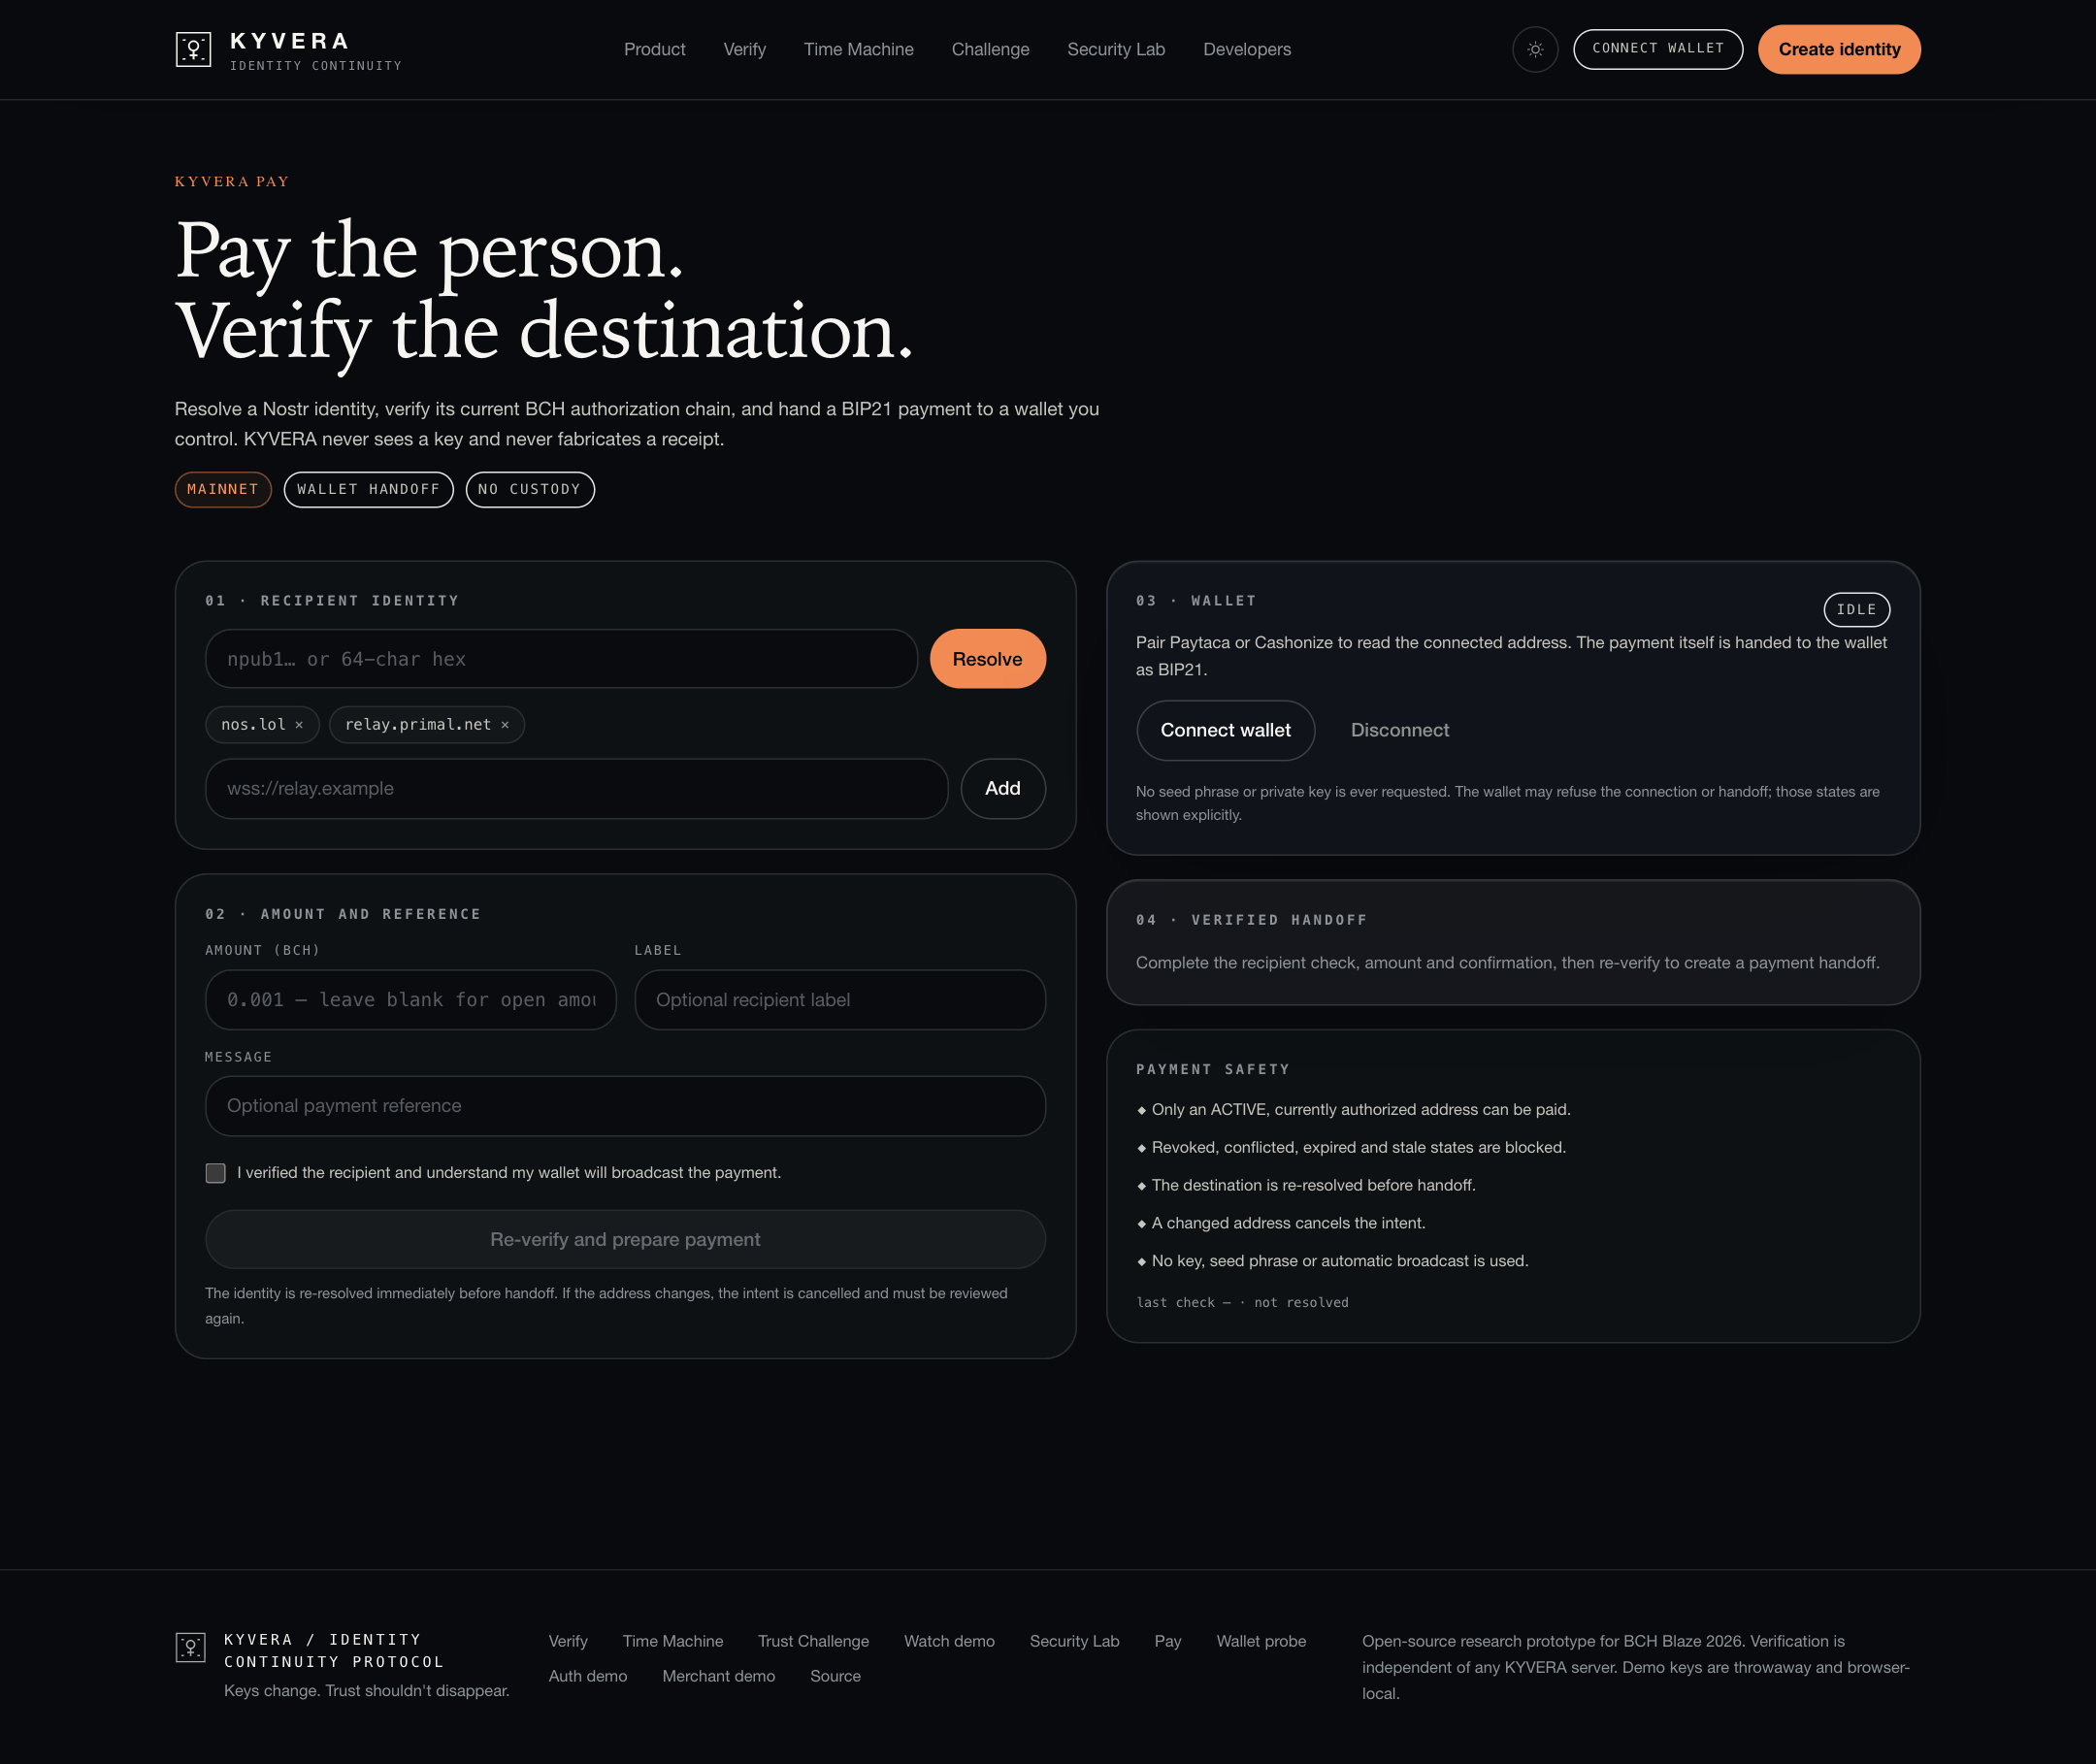 KYVERA
IDENTITY CONTINUITY
Product Verify Time Machine Challenge Security Lab Developers
CONNECT WALLET
Create identity
KYVERA PAY
Pay the person.
Verify the destination.
Resolve a Nostr identity, verify its current BCH authorization chain, and hand a BIP21 payment to a wallet you
control. KYVERA never sees a key and never fabricates a receipt.
MAINNET WALLET HANDOFF NO CUSTODY
01 · RECIPIENT IDENTITY
npub1… or 64-char hex
Resolve
nos.lol × relay.primal.net ×
wss://relay.example
Add
02 · AMOUNT AND REFERENCE
AMOUNT (BCH) LABEL
0.001 — leave blank for open amou Optional recipient label
MESSAGE
Optional payment reference
I verified the recipient and understand my wallet will broadcast the payment.
Re-verify and prepare payment
The identity is re-resolved immediately before handoff. If the address changes, the intent is cancelled and must be reviewed
again.
03 · WALLET
IDLE
Pair Paytaca or Cashonize to read the connected address. The payment itself is handed to the wallet
as BIP21.
Connect wallet Disconnect
No seed phrase or private key is ever requested. The wallet may refuse the connection or handoff; those states are
shown explicitly.
04 · VERIFIED HANDOFF
Complete the recipient check, amount and confirmation, then re-verify to create a payment handoff.
PAYMENT SAFETY
◆ Only an ACTIVE, currently authorized address can be paid.
◆ Revoked, conflicted, expired and stale states are blocked.
◆ The destination is re-resolved before handoff.
◆ A changed address cancels the intent.
◆ No key, seed phrase or automatic broadcast is used.
last check — · not resolved
KYVERA / IDENTITY
CONTINUITY PROTOCOL
Keys change. Trust shouldn't disappear.
Verify Time Machine Trust Challenge Watch demo Security Lab Pay Wallet probe
Auth demo Merchant demo Source
Open-source research prototype for BCH Blaze 2026. Verification is
independent of any KYVERA server. Demo keys are throwaway and browser-
local.